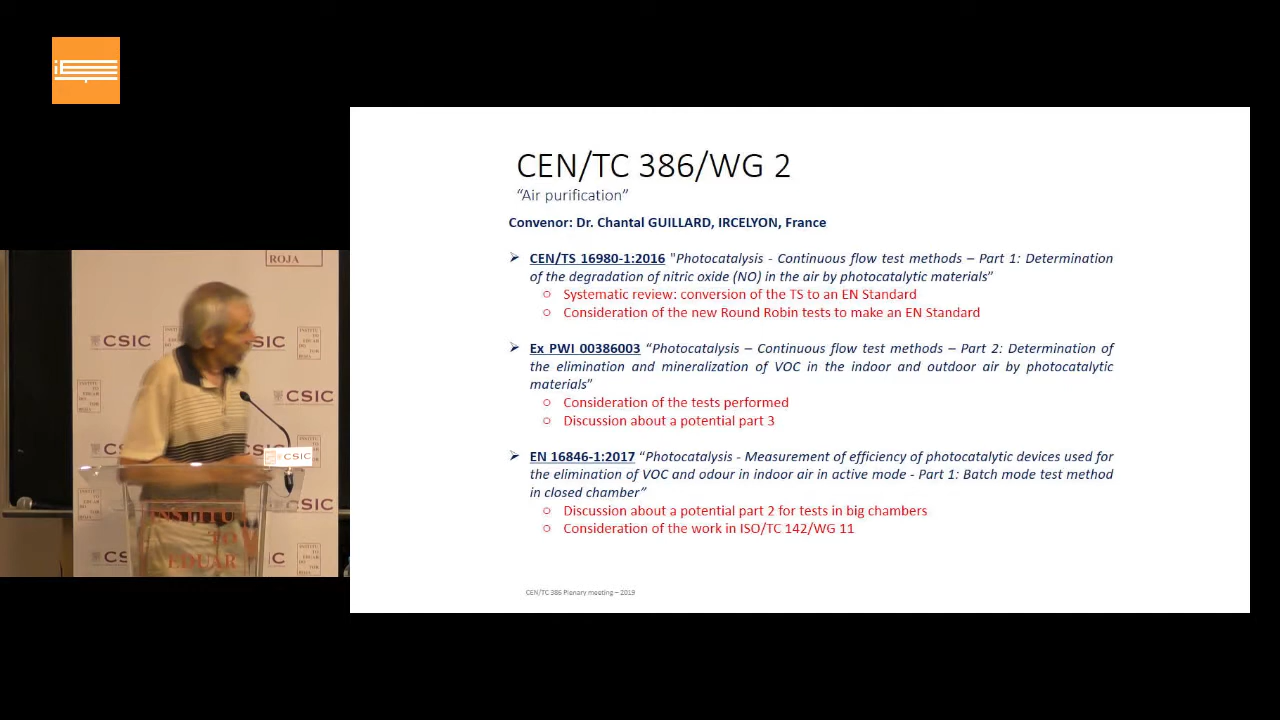 CEN/TC 386/WG 2
“Air purification”
Convenor: Dr. Chantal GUILLARD, IRCELYON, France
CEN/TS 16980-1:2016 "Photocatalysis - Continuous flow test methods – Part 1: Determination
of the degradation of nitric oxide (NO) in the air by photocatalytic materials”
Systematic review: conversion of the TS to an EN Standard
Consideration of the new Round Robin tests to make an EN Standard
Ex PWI 00386003 “Photocatalysis – Continuous flow test methods – Part 2: Determination of
the elimination and mineralization of VOC in the indoor and outdoor air by photocatalytic
materials”
Consideration of the tests performed
Discussion about a potential part 3
EN 16846-1:2017 “Photocatalysis - Measurement of efficiency of photocatalytic devices used for
the elimination of VOC and odour in indoor air in active mode - Part 1: Batch mode test method
in closed chamber”
Discussion about a potential part 2 for tests in big chambers
Consideration of the work in ISO/TC 142/WG 11
CEN/TC 386 Plenary meeting – 2019
ROJA
CSIC
CSIC
CSIC
CSIC
CSIC
INSTITU
TO
EDUAR